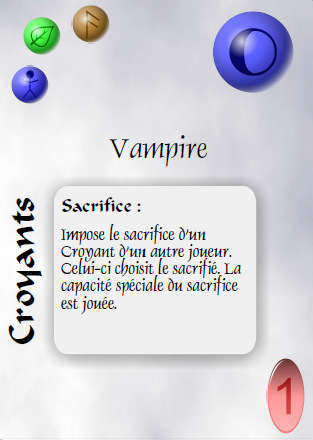 Vampire
Croyants
Sacrifice :
Impose le sacrifice d'un
Croyant d'un autre joueur.
Celui-ci choisit le sacrifié. La
capacité spéciale du sacrifice
est jouée.
1